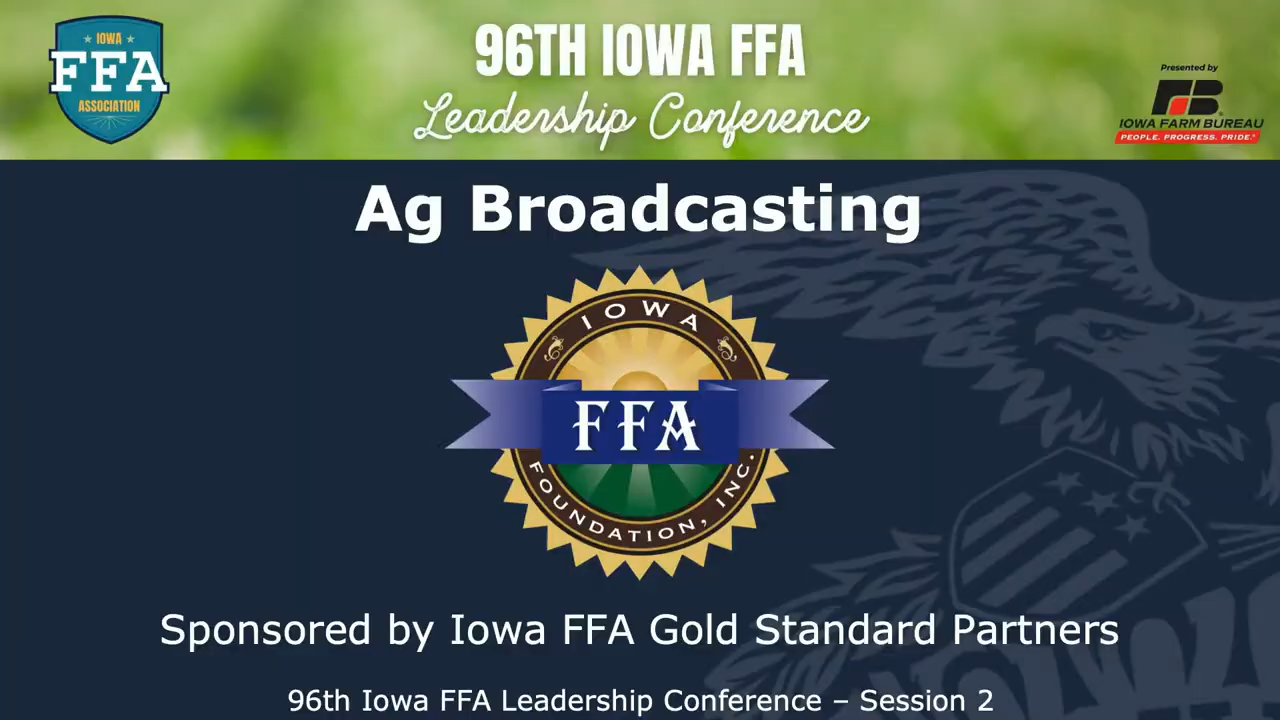 IOWA
FFA
ASSOCIATION
96TH IOWA FFA
Leadership Conference
Presented by
FB
IOWA FARM BUREAU
PEOPLE. PROGRESS. PRIDE.®
Ag Broadcasting
IOWA
FFA
FOUNDATION, INC.
Sponsored by Iowa FFA Gold Standard Partners
96th Iowa FFA Leadership Conference – Session 2